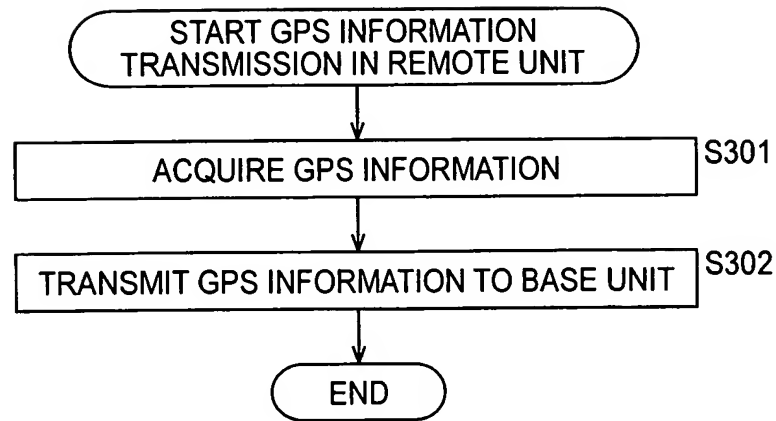 START GPS INFORMATION
TRANSMISSION IN REMOTE UNIT
ACQUIRE GPS INFORMATION
S301
TRANSMIT GPS INFORMATION TO BASE UNIT
S302
END